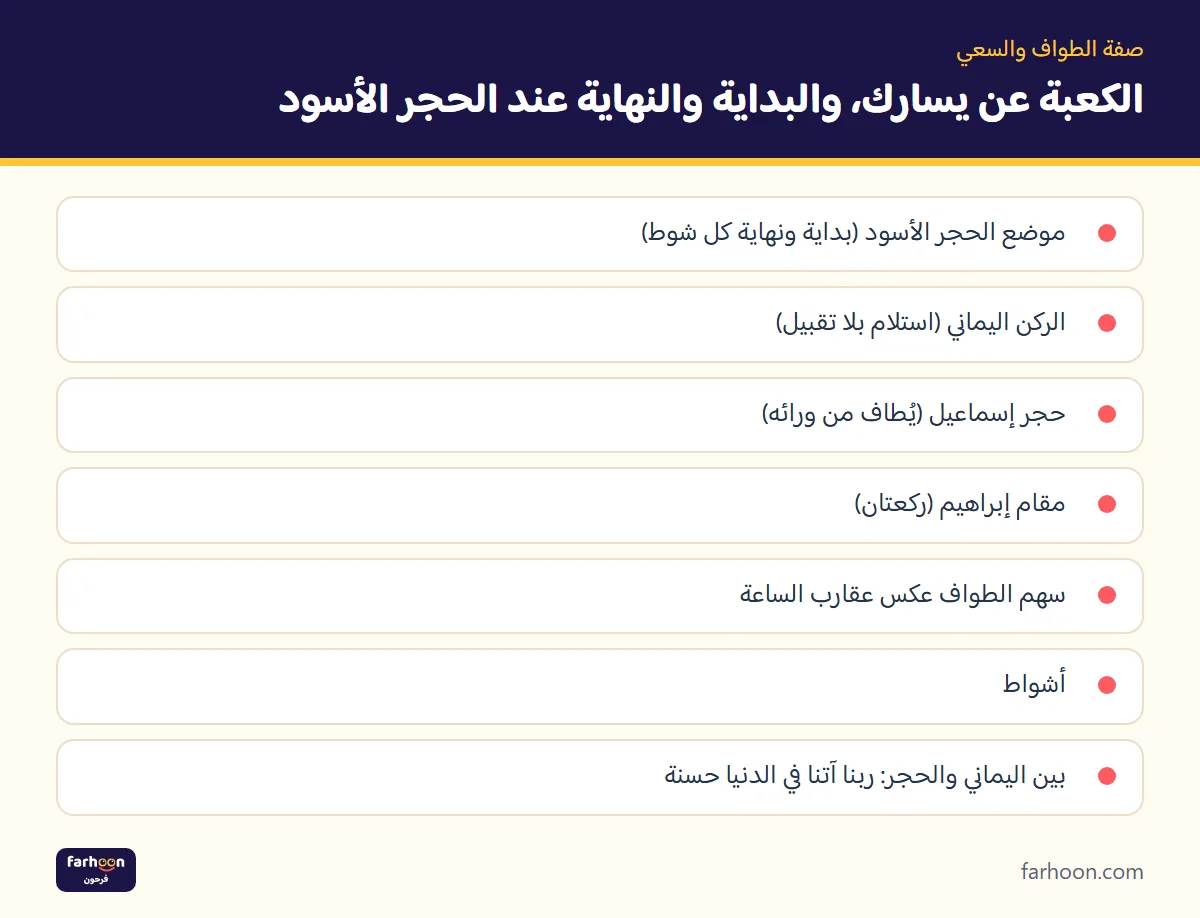 صفة الطواف والسعي
الكعبة عن يسارك، والبداية والنهاية عند الحجر الأسود
موضع الحجر الأسود (بداية ونهاية كل شوط)
الركن اليماني (استلام بلا تقبيل)
حجر إسماعيل (يُطاف من ورائه)
مقام إبراهيم (ركعتان)
سهم الطواف عكس عقارب الساعة
أشواط
بين اليماني والحجر: ربنا آتنا في الدنيا حسنة
farhoon.com
farhoon
فرحون